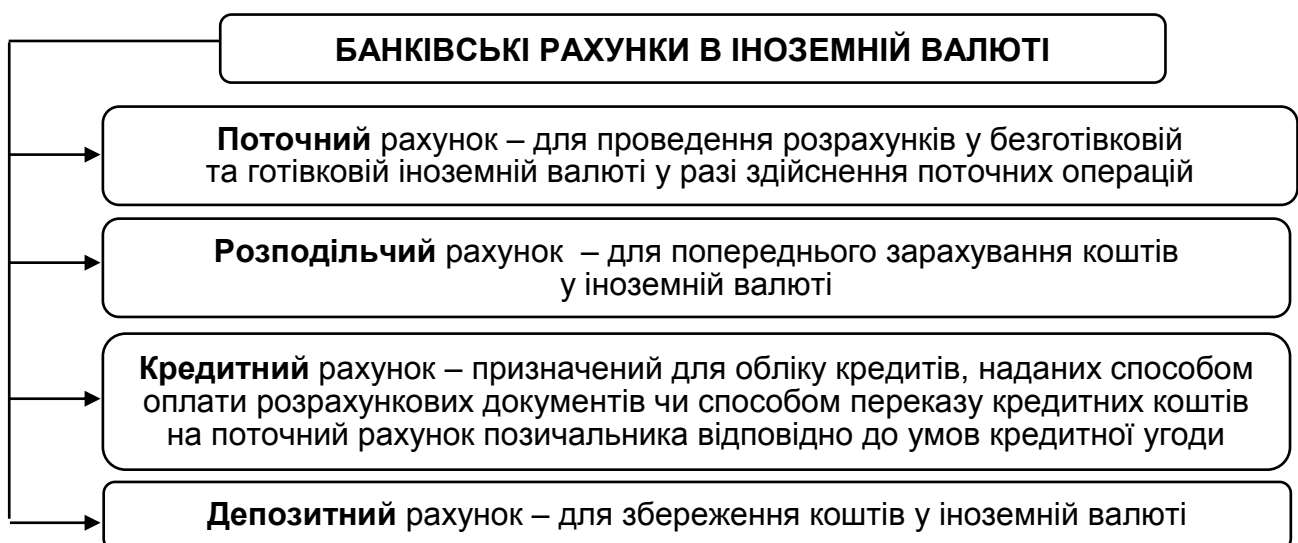 БАНКІВСЬКІ РАХУНКИ В ІНОЗЕМНІЙ ВАЛЮТІ
Поточний рахунок – для проведення розрахунків у безготівковій
та готівковій іноземній валюті у разі здійснення поточних операцій
Розподільчий рахунок – для попереднього зарахування коштів
у іноземній валюті
Кредитний рахунок – призначений для обліку кредитів, наданих способом
оплати розрахункових документів чи способом переказу кредитних коштів
на поточний рахунок позичальника відповідно до умов кредитної угоди
Депозитний рахунок – для збереження коштів у іноземній валюті